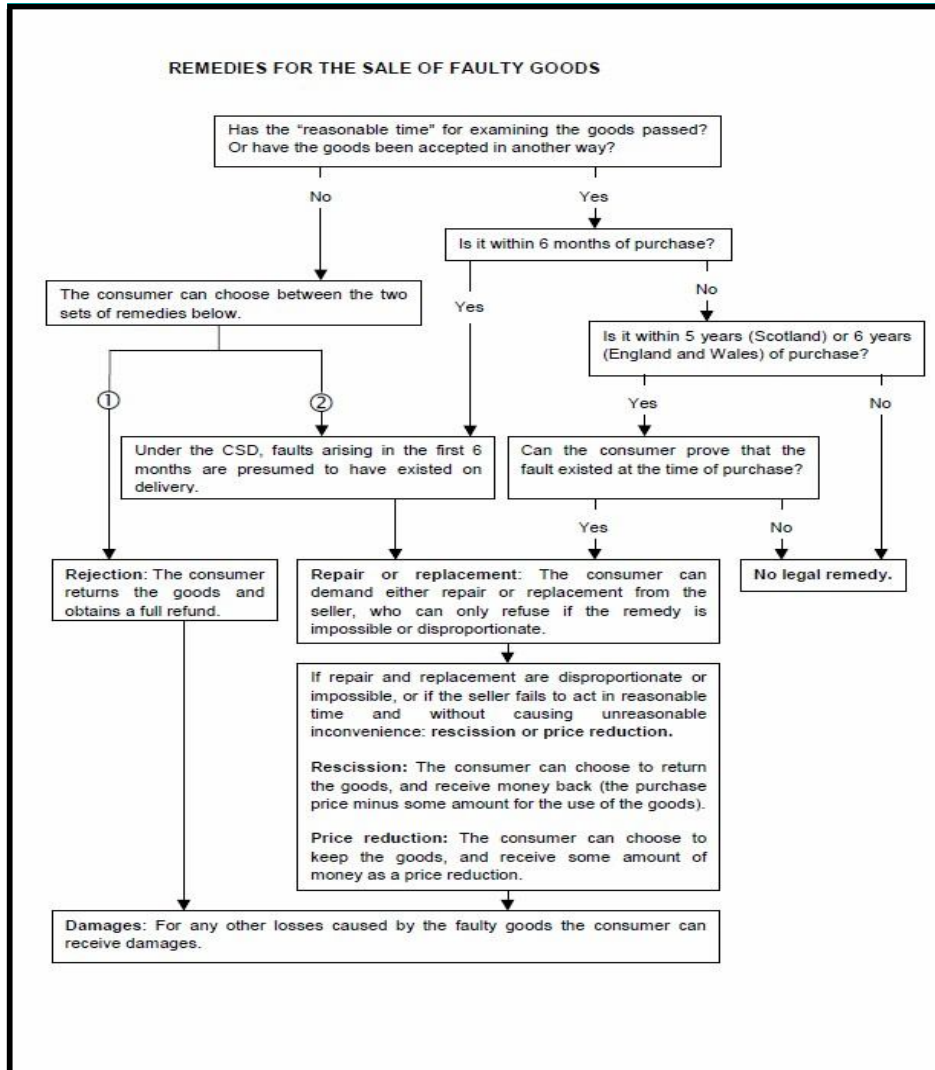 REMEDIES FOR THE SALE OF FAULTY GOODS
Has the “reasonable time” for examining the goods passed?
Or have the goods been accepted in another way?
No
Yes
Is it within 6 months of purchase?
The consumer can choose between the two
sets of remedies below.
Yes
No
Is it within 5 years (Scotland) or 6 years
(England and Wales) of purchase?
①
②
Yes
No
Under the CSD, faults arising in the first 6
months are presumed to have existed on
delivery.
Can the consumer prove that the
fault existed at the time of purchase?
Yes
No
Rejection: The consumer
returns the goods and
obtains a full refund.
Repair or replacement: The consumer can
demand either repair or replacement from the
seller, who can only refuse if the remedy is
impossible or disproportionate.
No legal remedy.
If repair and replacement are disproportionate or
impossible, or if the seller fails to act in reasonable
time and without causing unreasonable
inconvenience: rescission or price reduction.
Rescission: The consumer can choose to return
the goods, and receive money back (the purchase
price minus some amount for the use of the goods).
Price reduction: The consumer can choose to
keep the goods, and receive some amount of
money as a price reduction.
Damages: For any other losses caused by the faulty goods the consumer can
receive damages.